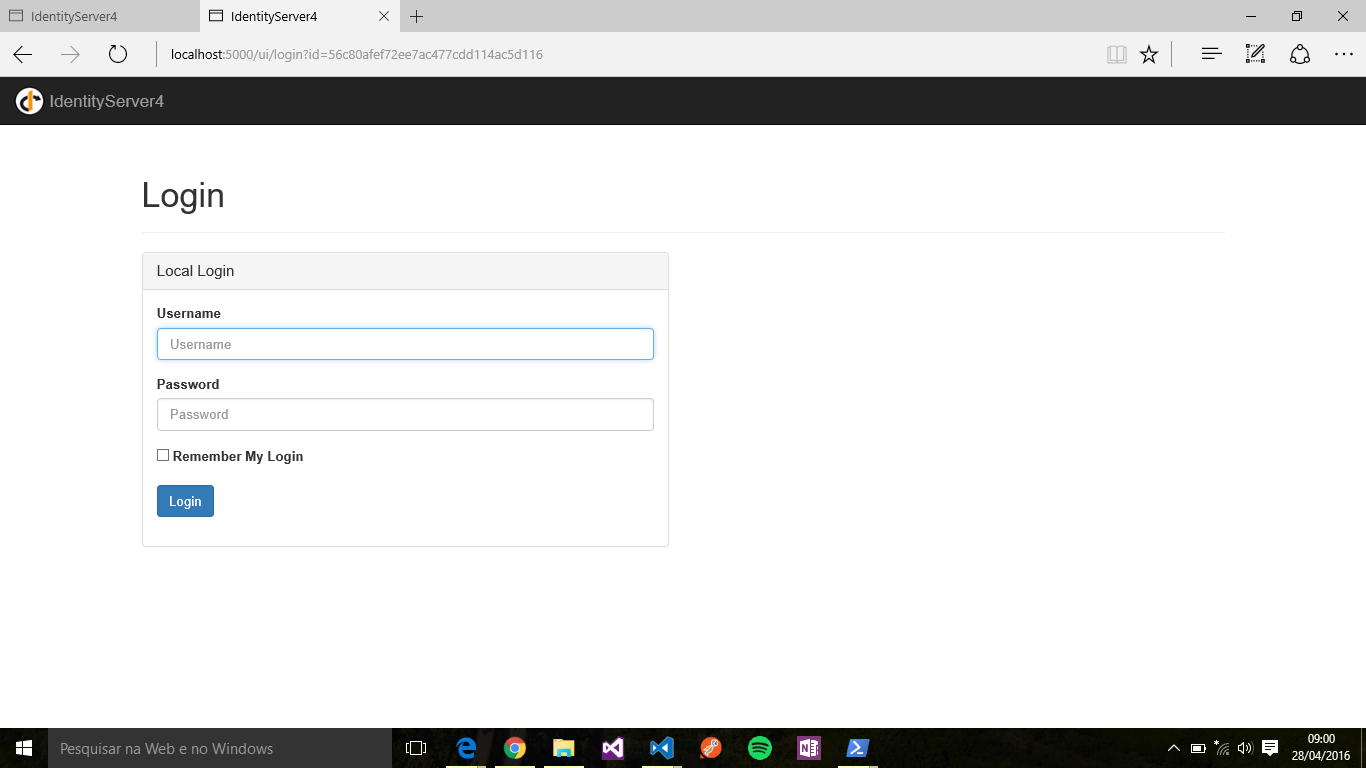 IdentityServer4
IdentityServer4
localhost:5000/ui/login?id=56c80afef72ee7ac477cdd114ac5d116
IdentityServer4
Login
Local Login
Username
Username
Password
Password
Remember My Login
Login
Pesquisar na Web e no Windows
09:00
28/04/2016